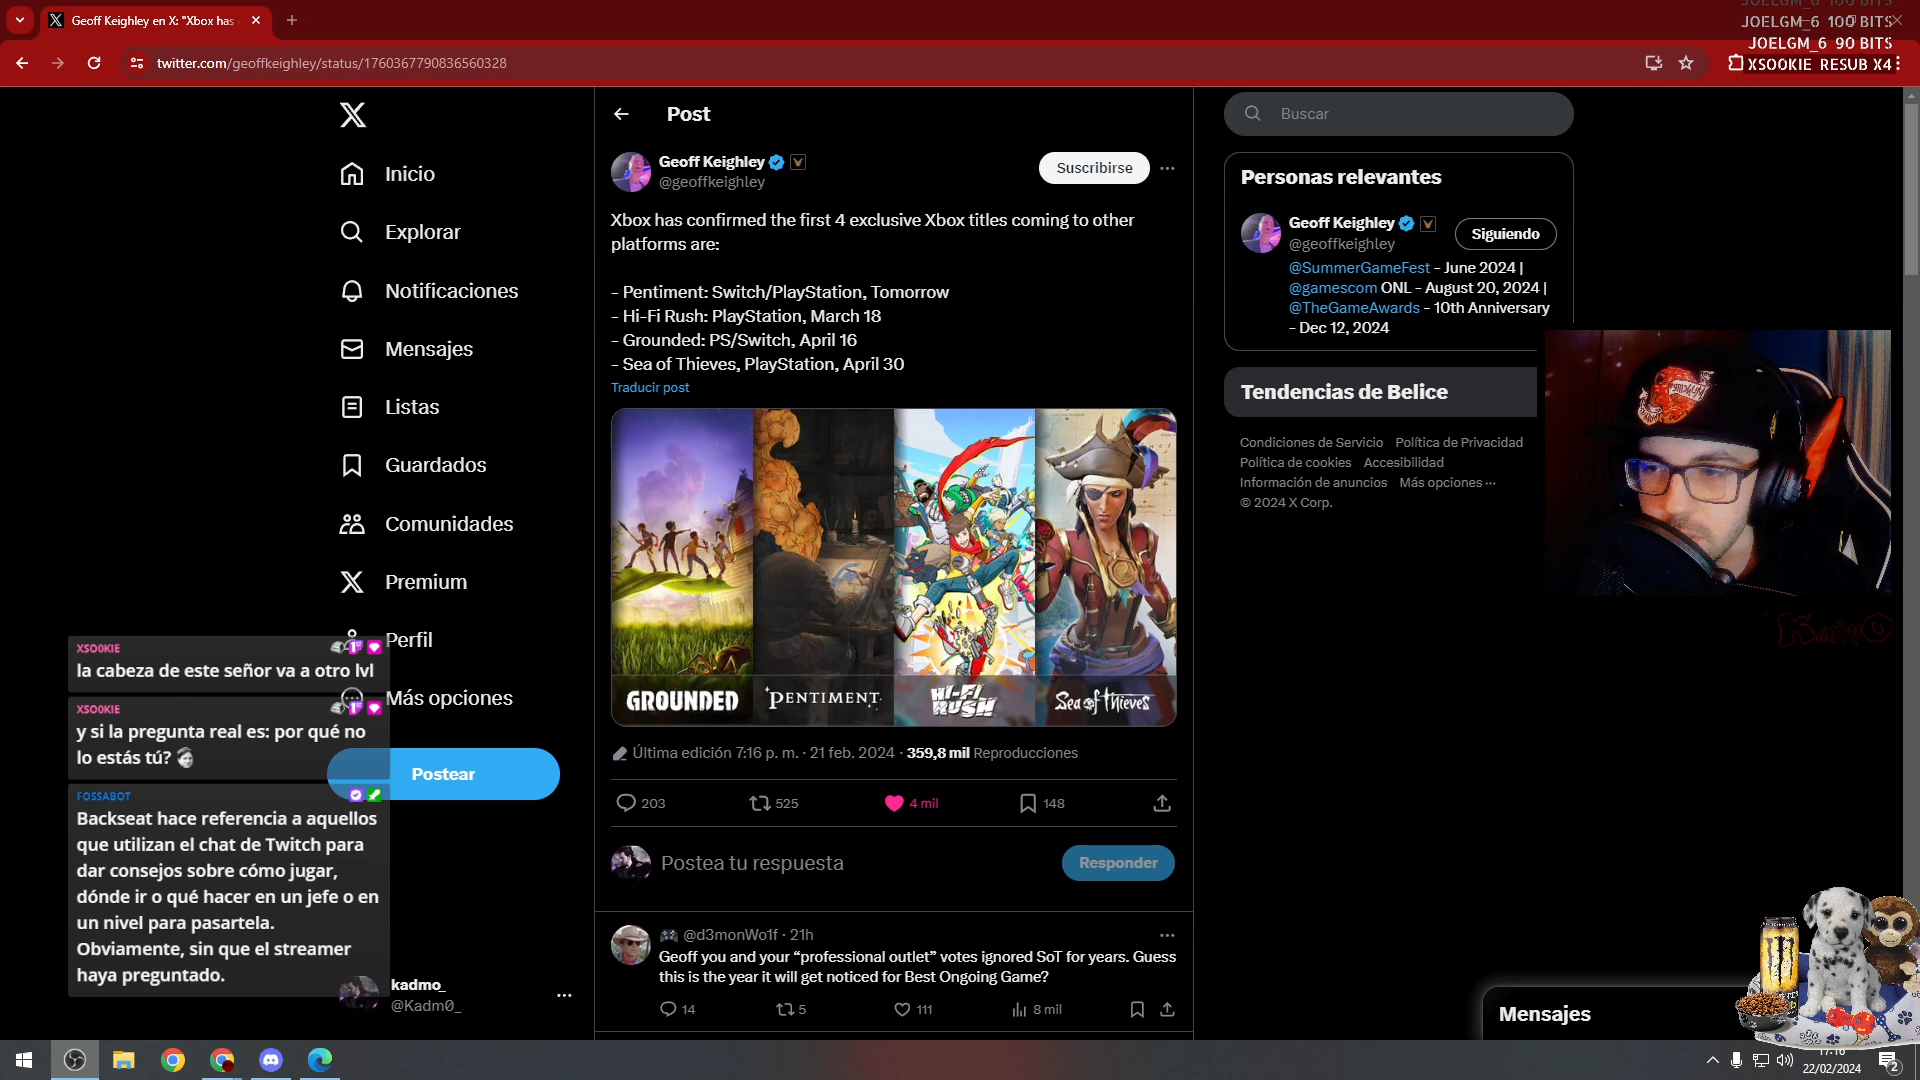 Geoff Keighley en X: "Xbox has
JOELGM_6 100 BITS
JOELGM_6 100 BITS
JOELGM_6 90 BITS
XSO0KIE RESUB X4
twitter.com/geoffkeighley/status/1760367790836560328
Inicio
Explorar
Notificaciones
Mensajes
Listas
Guardados
Comunidades
Premium
Perfil
Más opciones
Postear
kadmo_
@Kadm0_
XSO0KIE
la cabeza de este señor va a otro lvl
XSO0KIE
y si la pregunta real es: por qué no
lo estás tú?
FOSSABOT
Backseat hace referencia a aquellos
que utilizan el chat de Twitch para
dar consejos sobre cómo jugar,
dónde ir o qué hacer en un jefe o en
un nivel para pasartela.
Obviamente, sin que el streamer
haya preguntado.
Post
Geoff Keighley
@geoffkeighley
Suscribirse
Xbox has confirmed the first 4 exclusive Xbox titles coming to other
platforms are:
- Pentiment: Switch/PlayStation, Tomorrow
- Hi-Fi Rush: PlayStation, March 18
- Grounded: PS/Switch, April 16
- Sea of Thieves, PlayStation, April 30
Traducir post
GROUNDED
PENTIMENT
HI-FI
RUSH
Sea of Thieves
Última edición 7:16 p. m. · 21 feb. 2024 · 359,8 mil Reproducciones
203
525
4 mil
148
Postea tu respuesta
Responder
@d3monWo1f · 21h
Geoff you and your “professional outlet” votes ignored SoT for years. Guess
this is the year it will get noticed for Best Ongoing Game?
14
5
111
8 mil
Buscar
Personas relevantes
Geoff Keighley
@geoffkeighley
Siguiendo
@SummerGameFest - June 2024 |
@gamescom ONL - August 20, 2024 |
@TheGameAwards - 10th Anniversary
- Dec 12, 2024
Tendencias de Belice
Condiciones de Servicio Política de Privacidad
Política de cookies Accesibilidad
Información de anuncios Más opciones ···
© 2024 X Corp.
Mensajes
17:16
22/02/2024
2